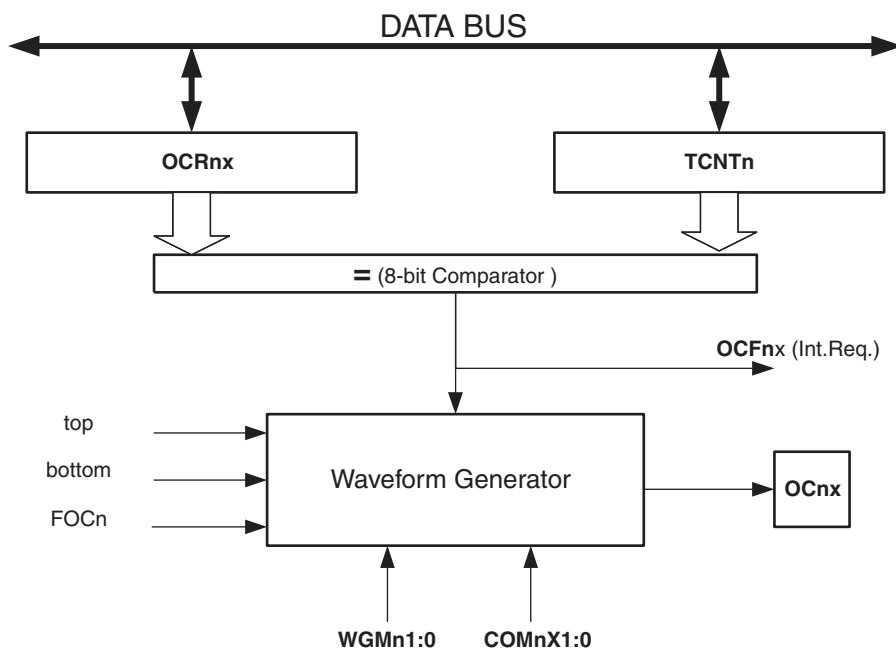 DATA BUS
OCRnx
TCNTn
= (8-bit Comparator )
OCFnx (Int.Req.)
top
bottom
FOCn
Waveform Generator
OCnx
WGMn1:0
COMnX1:0